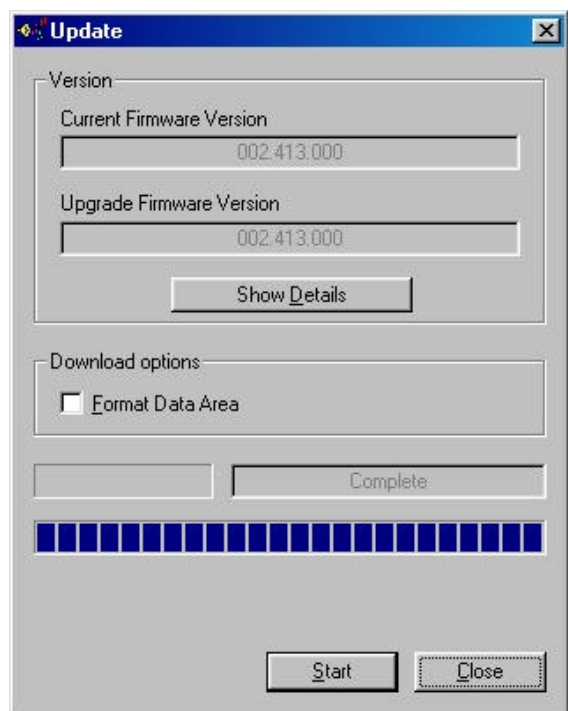 Update
Version
Current Firmware Version
002.413.000
Upgrade Firmware Version
002.413.000
Show Details
Download options
Format Data Area
Complete
Start
Close